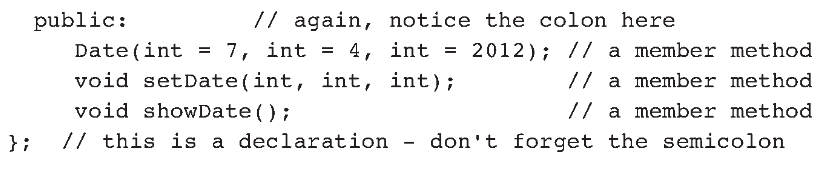 public:          // again, notice the colon here
Date(int = 7, int = 4, int = 2012); // a member method
void setDate(int, int, int);        // a member method
void showDate();                    // a member method
};  // this is a declaration – don't forget the semicolon